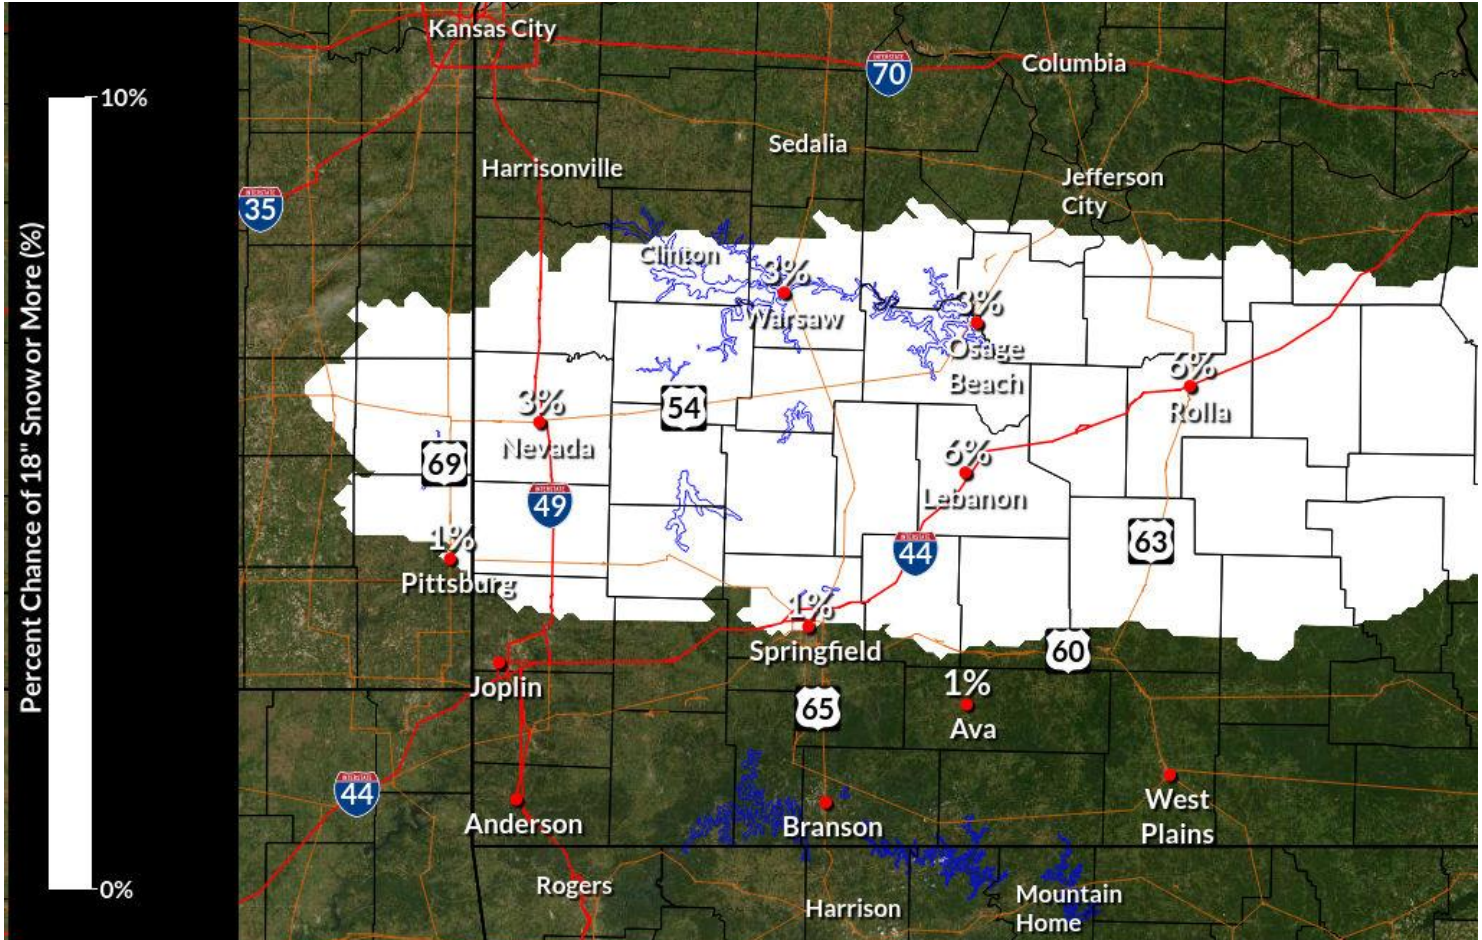 Percent Chance of 18" Snow or More (%)
10%
0%
Kansas City
70
Columbia
Sedalia
Harrisonville
Jefferson
City
35
Clinton
3%
Warsaw
3%
Osage
Beach
6%
Rolla
3%
Nevada
54
69
6%
Lebanon
49
44
63
1%
Pittsburg
1%
Springfield
60
Joplin
65
1%
Ava
44
Anderson
Branson
West
Plains
Rogers
Harrison
Mountain
Home